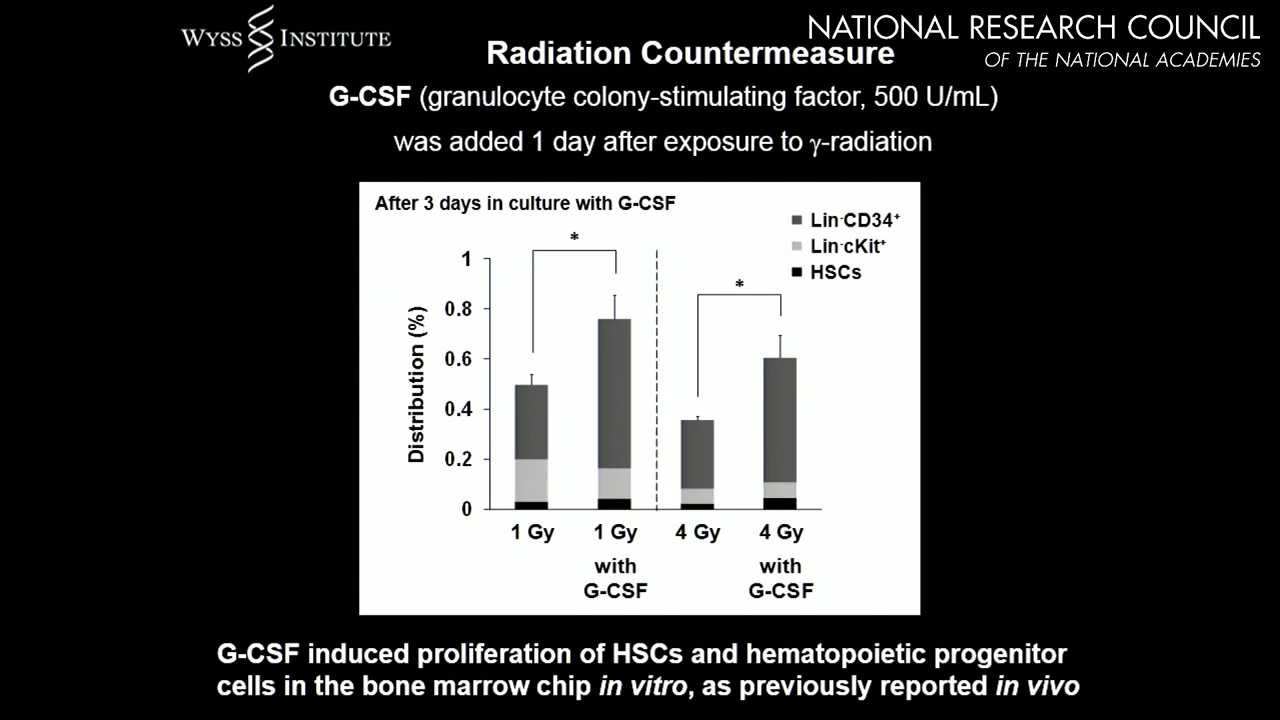 WYSS INSTITUTE
NATIONAL RESEARCH COUNCIL
OF THE NATIONAL ACADEMIES
Radiation Countermeasure
G-CSF (granulocyte colony-stimulating factor, 500 U/mL)
was added 1 day after exposure to γ-radiation
After 3 days in culture with G-CSF
Lin-CD34+
Lin-cKit+
HSCs
*
*
Distribution (%)
1
0.8
0.6
0.4
0.2
0
1 Gy
1 Gy with G-CSF
4 Gy
4 Gy with G-CSF
G-CSF induced proliferation of HSCs and hematopoietic progenitor
cells in the bone marrow chip in vitro, as previously reported in vivo